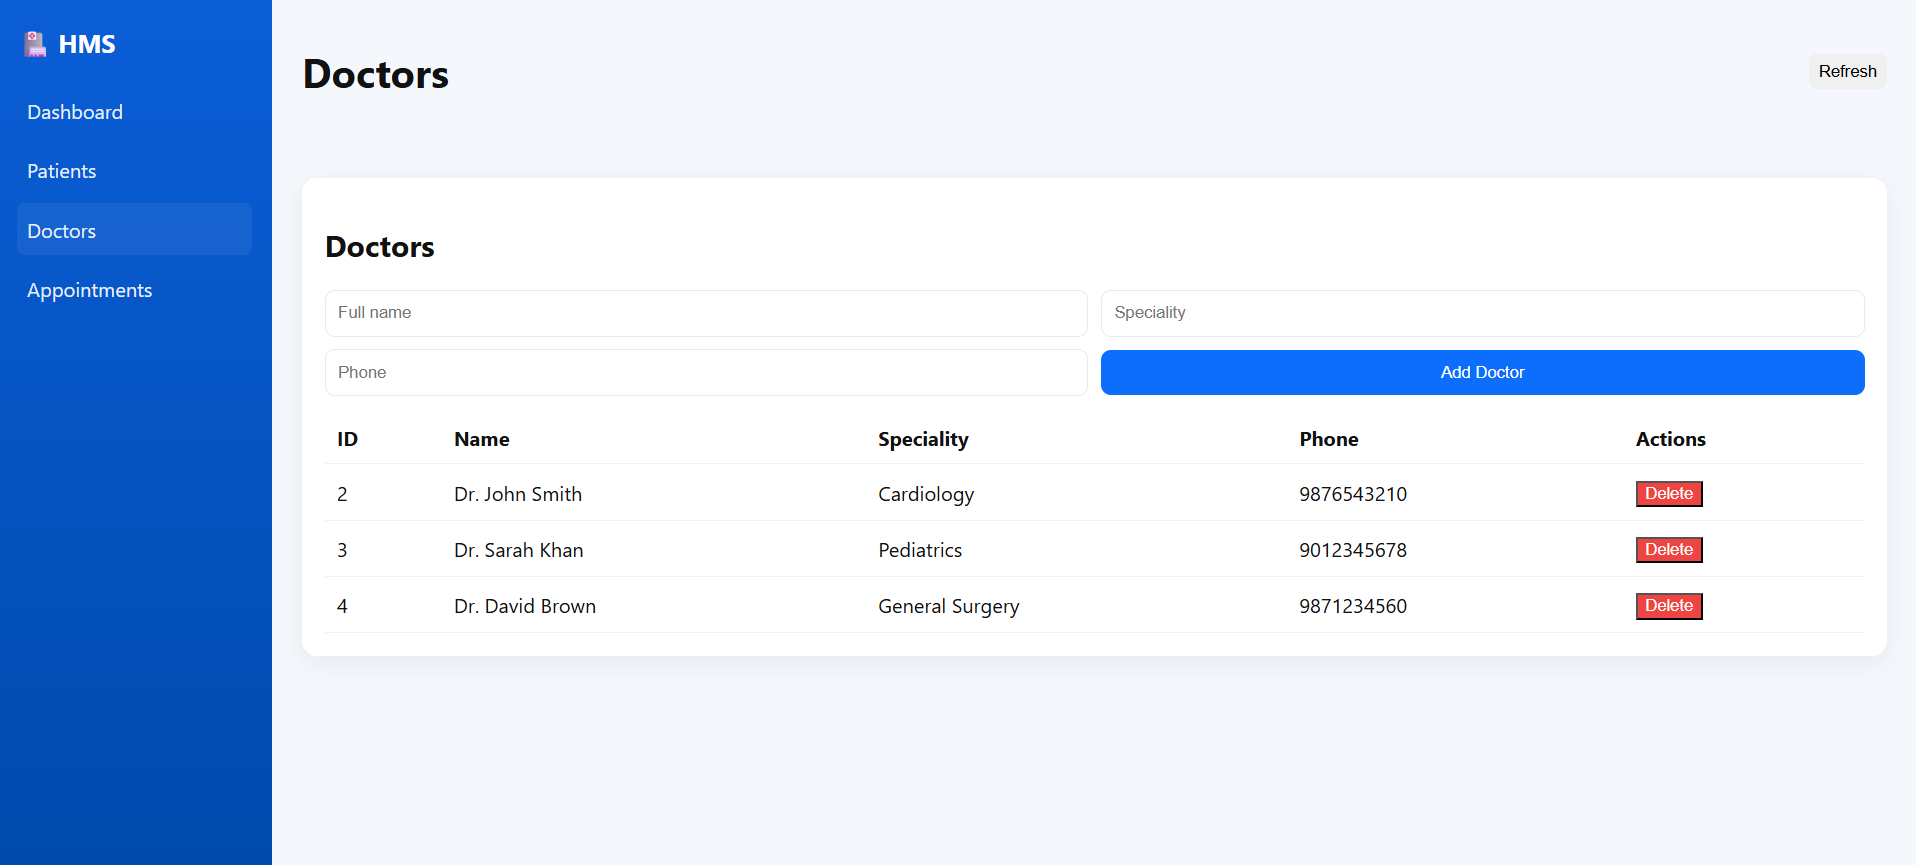 HMS
Dashboard
Patients
Doctors
Appointments
Doctors
Refresh
Doctors
Full name Speciality
Phone Add Doctor
ID Name Speciality Phone Actions
2 Dr. John Smith Cardiology 9876543210 Delete
3 Dr. Sarah Khan Pediatrics 9012345678 Delete
4 Dr. David Brown General Surgery 9871234560 Delete